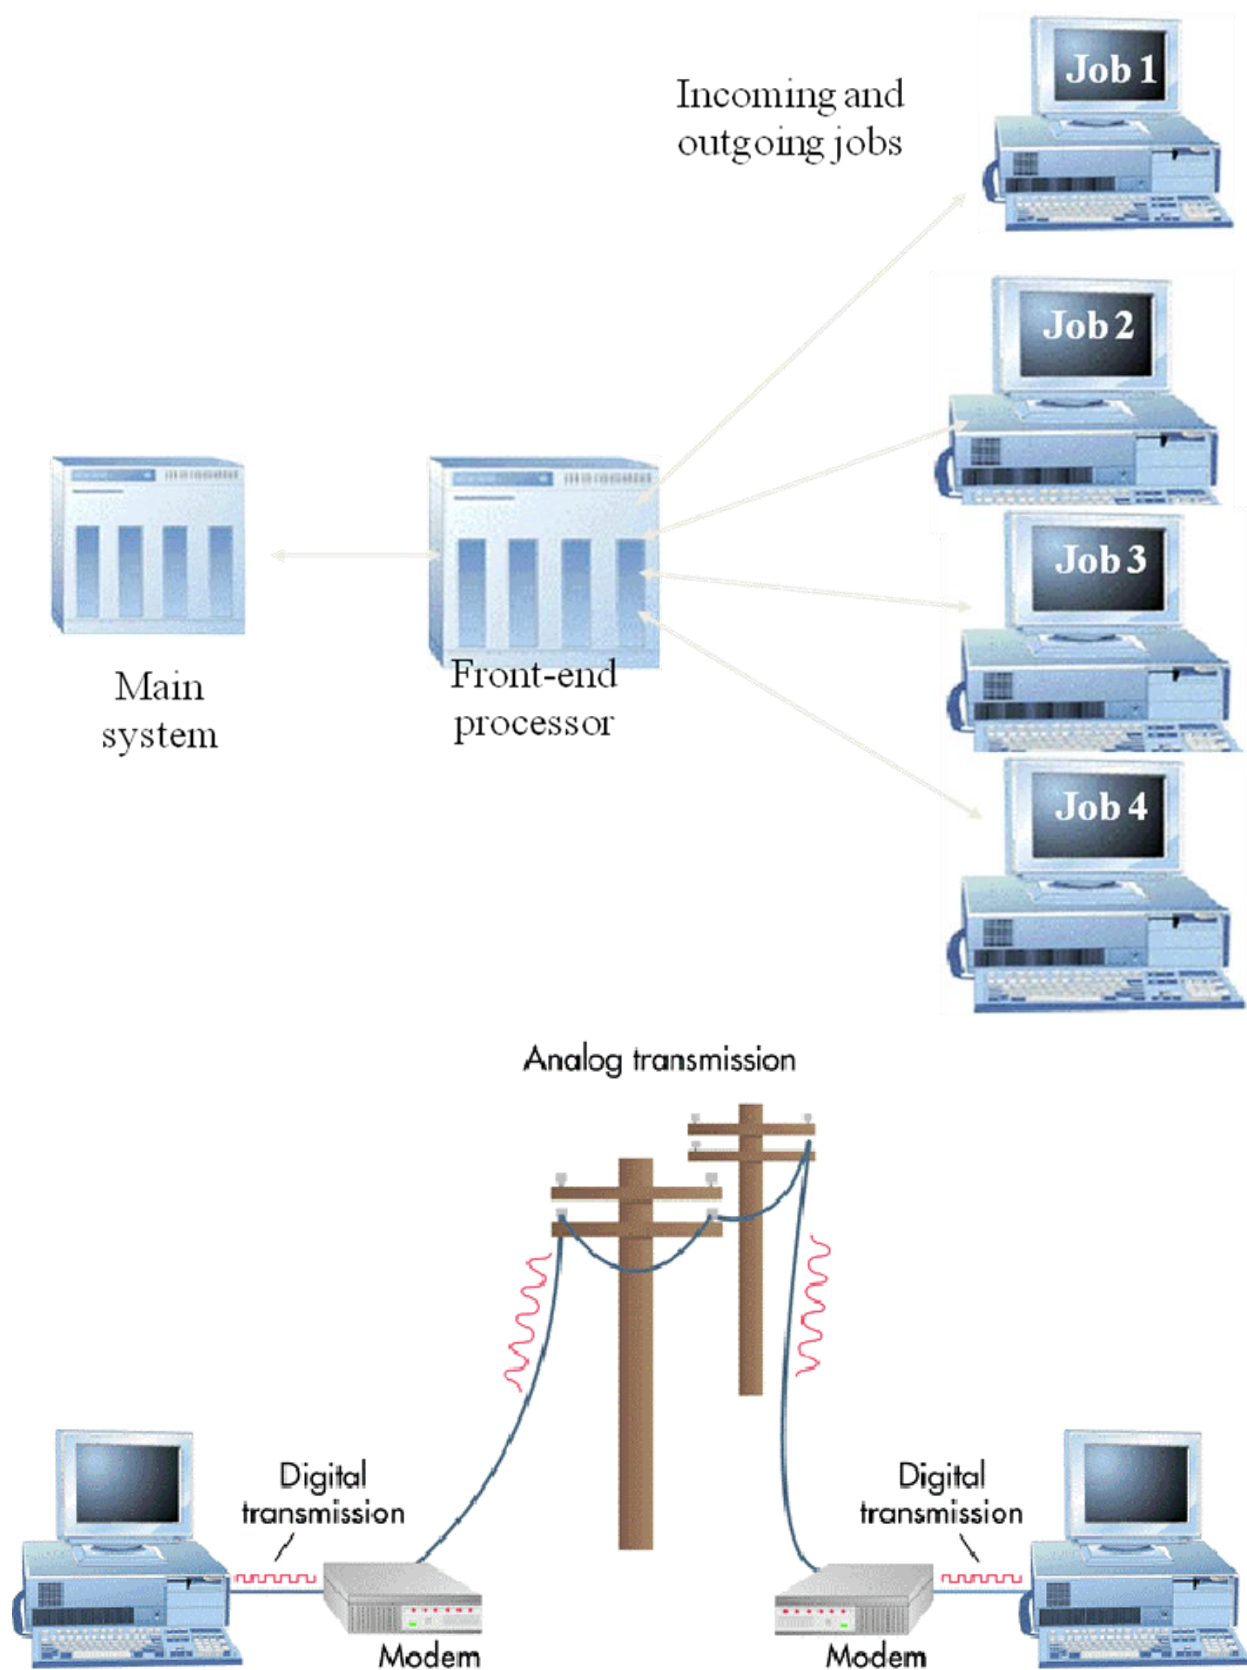 Incoming and
outgoing jobs
Job 1
Job 2
Job 3
Job 4
Main
system
Front-end
processor
Analog transmission
Digital
transmission
Modem
Digital
transmission
Modem